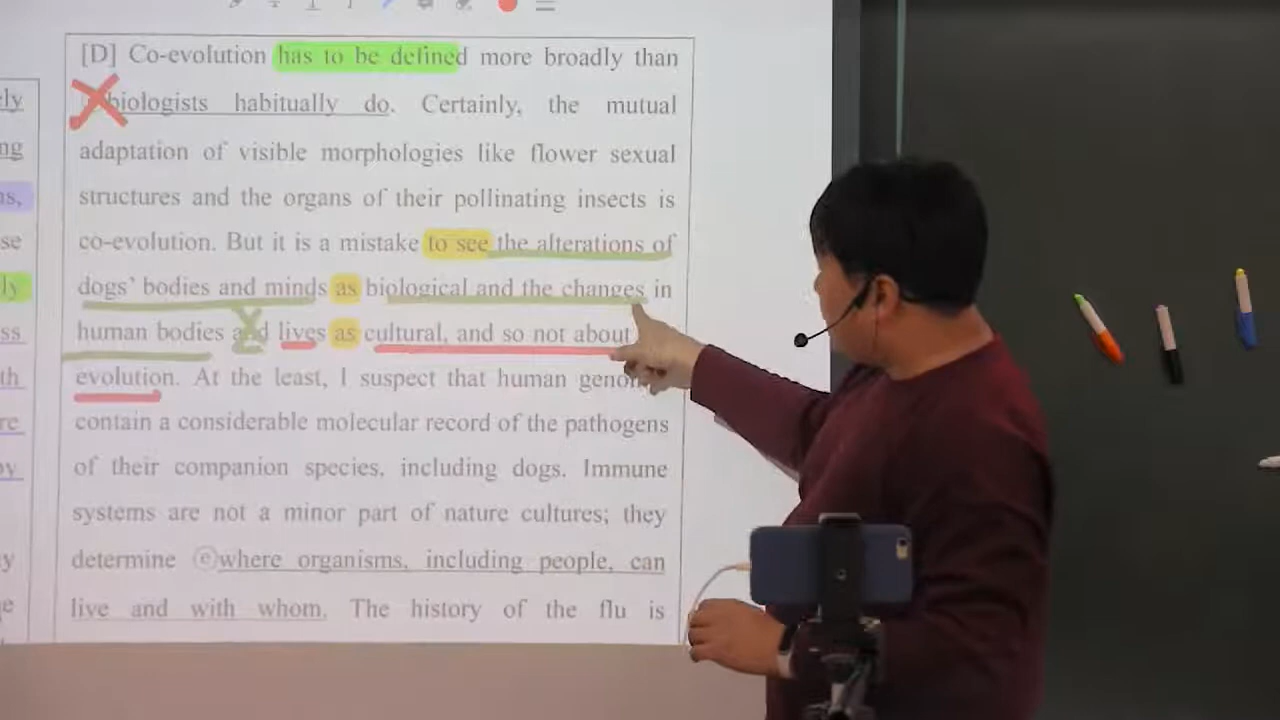 [D] Co-evolution has to be defined more broadly than
biologists habitually do. Certainly, the mutual
adaptation of visible morphologies like flower sexual
structures and the organs of their pollinating insects is
co-evolution. But it is a mistake to see the alterations of
dogs' bodies and minds as biological and the changes in
human bodies and lives as cultural, and so not about
evolution. At the least, I suspect that human
contain a considerable molecular record of the pathogens
of their companion species, including dogs. Immune
systems are not a minor part of nature cultures; they
determine ⓔwhere organisms, including people, can
live and with whom. The history of the flu is